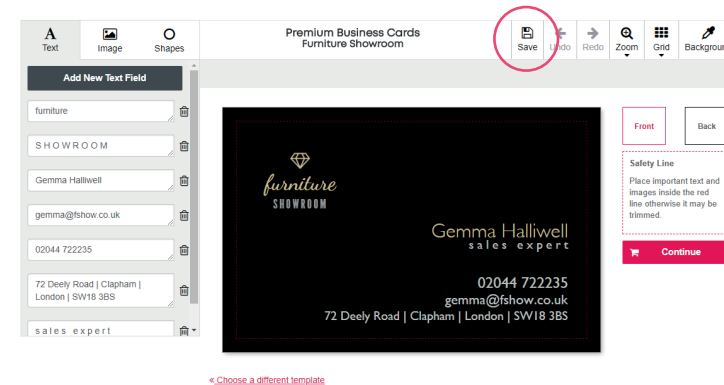 A
Text
Image
Shapes
Premium Business Cards
Furniture Showroom
Save
Undo
Redo
Zoom
Grid
Backgroun
Add New Text Field
furniture
SHOWROOM
Gemma Halliwell
gemma@fshow.co.uk
02044 722235
72 Deely Road | Clapham |
London | SW18 3BS
sales expert
furniture
SHOWROOM
Gemma Halliwell
sales expert
02044 722235
gemma@fshow.co.uk
72 Deely Road | Clapham | London | SW18 3BS
Front
Back
Safety Line
Place important text and
images inside the red
line otherwise it may be
trimmed.
Continue
« Choose a different template